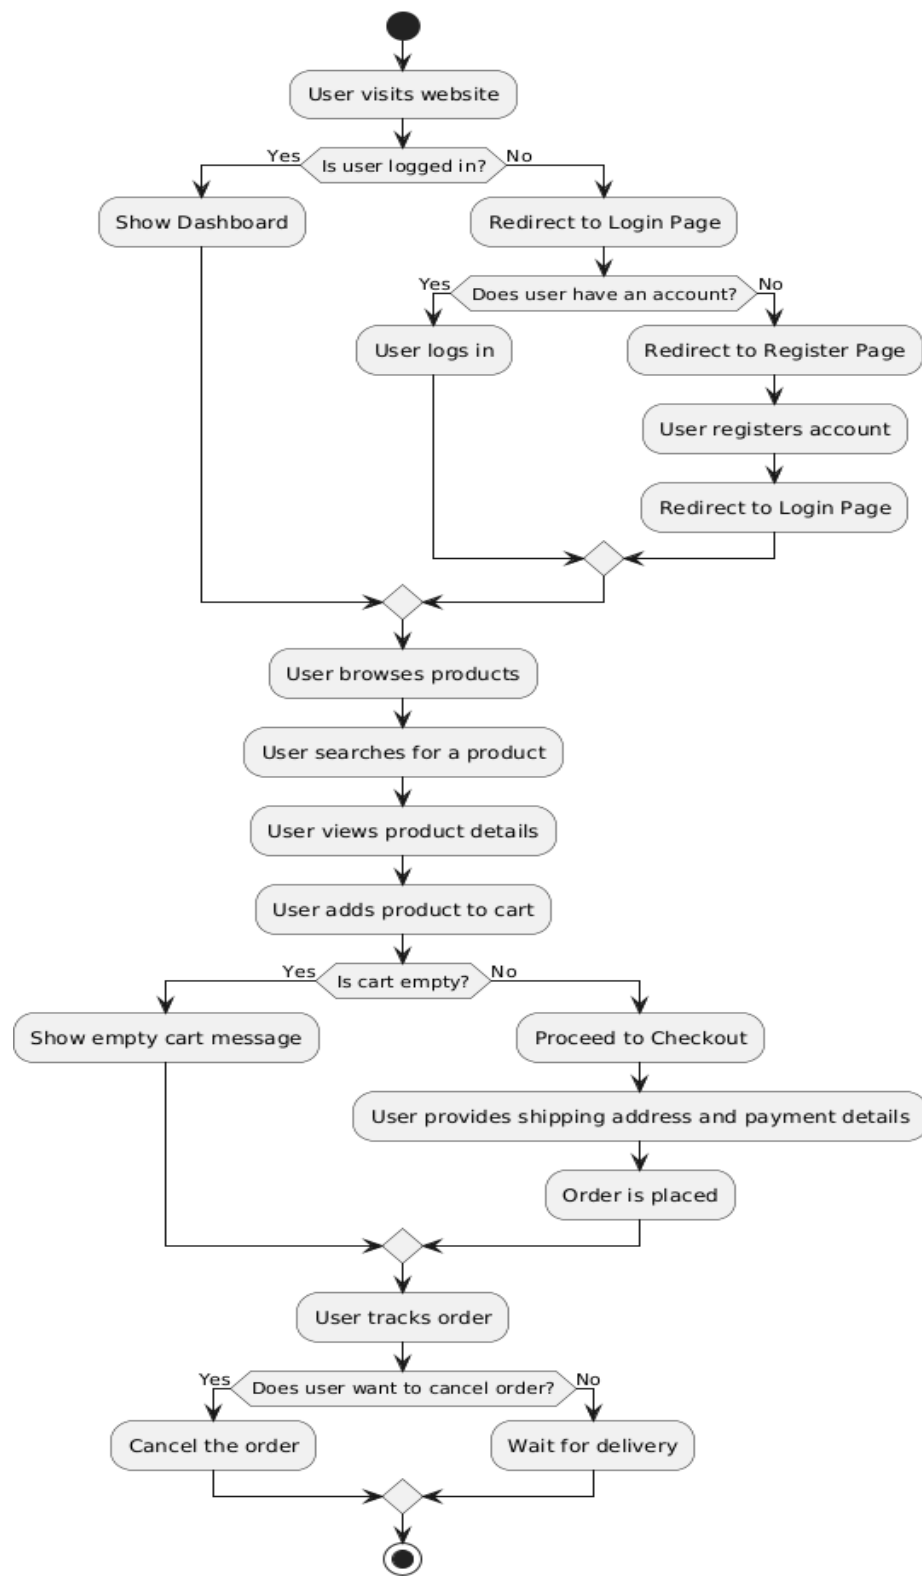 User visits website
Yes
Is user logged in?
No
Show Dashboard
Redirect to Login Page
Yes
Does user have an account?
No
User logs in
Redirect to Register Page
User registers account
Redirect to Login Page
User browses products
User searches for a product
User views product details
User adds product to cart
Yes
Is cart empty?
No
Show empty cart message
Proceed to Checkout
User provides shipping address and payment details
Order is placed
User tracks order
Yes
Does user want to cancel order?
No
Cancel the order
Wait for delivery